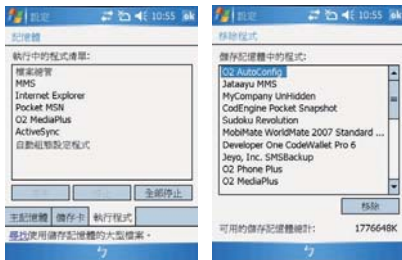 設定 10:55 ok
記憶體
執行中的程式清單:
檔案總管
MMS
Internet Explorer
Pocket MSN
O2 MediaPlus
ActiveSync
自動組態設定程式
全部停止
主記憶體 儲存卡 執行程式
尋找使用儲存記憶體的大型檔案。
設定 10:55 ok
移除程式
儲存記憶體中的程式:
O2 AutoConfig
Jataayu MMS
MyCompany UnHidden
CodEngine Pocket Snapshot
Sudoku Revolution
MobiMate WorldMate 2007 Standard ...
Developer One CodeWallet Pro 6
Jeyo, Inc. SMSBackup
O2 Phone Plus
O2 MediaPlus
移除
可用的儲存記憶體總計: 1776648K